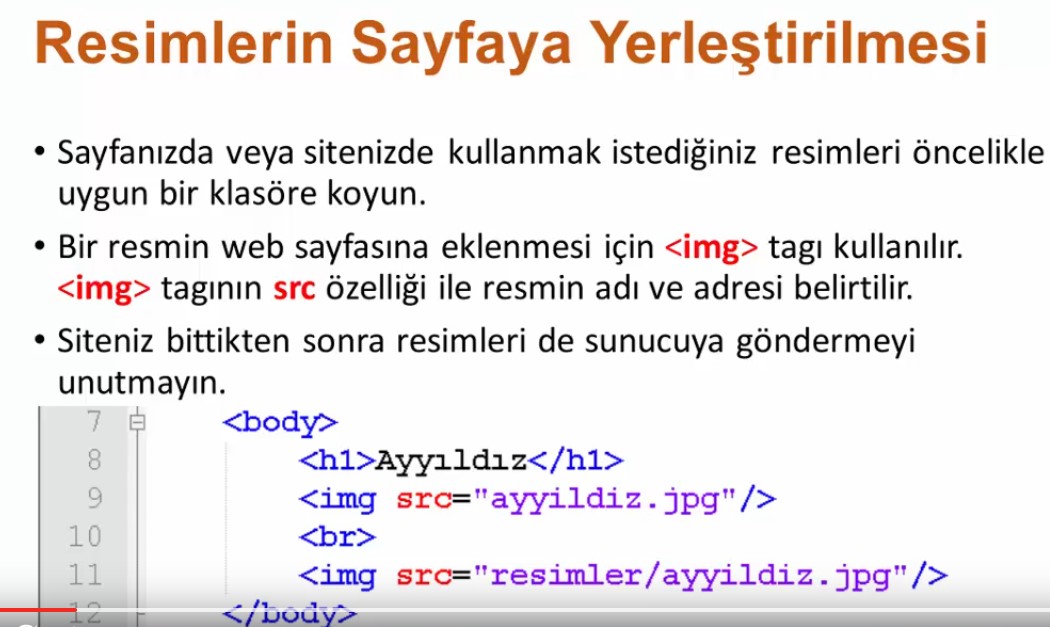 Resimlerin Sayfaya Yerleştirilmesi
• Sayfanızda veya sitenizde kullanmak istediğiniz resimleri öncelikle
uygun bir klasöre koyun.
• Bir resmin web sayfasına eklenmesi için <img> tagı kullanılır.
<img> tagının src özelliği ile resmin adı ve adresi belirtilir.
• Siteniz bittikten sonra resimleri de sunucuya göndermeyi
unutmayın.
7 <body>
8 <h1>Ayyıldız</h1>
9 <img src="ayyildiz.jpg"/>
10 <br>
11 <img src="resimler/ayyildiz.jpg"/>
12 </body>